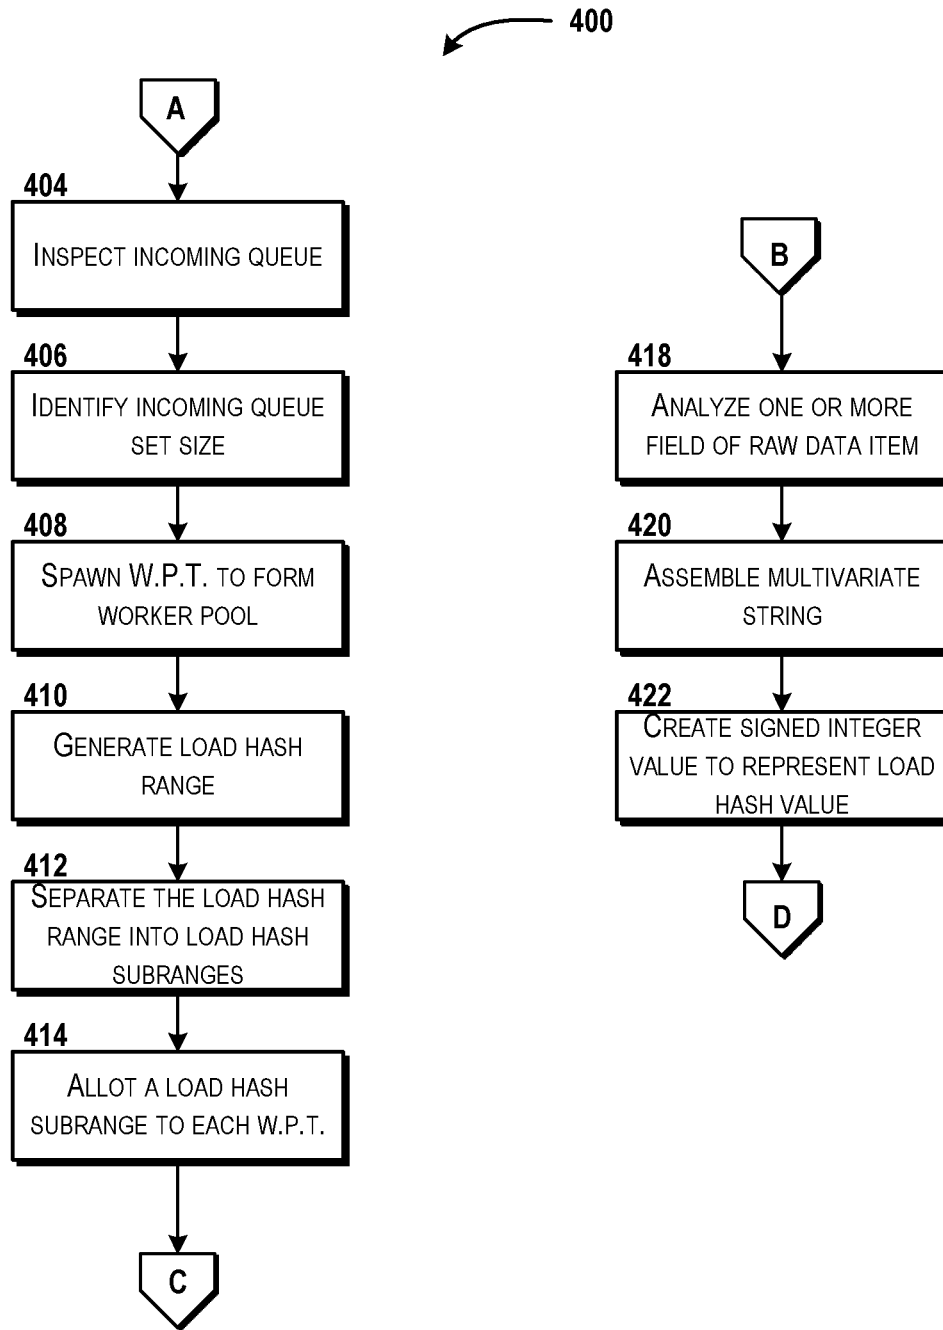 400
A
404
INSPECT INCOMING QUEUE
406
IDENTIFY INCOMING QUEUE
SET SIZE
408
SPAWN W.P.T. TO FORM
WORKER POOL
410
GENERATE LOAD HASH
RANGE
412
SEPARATE THE LOAD HASH
RANGE INTO LOAD HASH
SUBRANGES
414
ALLOT A LOAD HASH
SUBRANGE TO EACH W.P.T.
C
B
418
ANALYZE ONE OR MORE
FIELD OF RAW DATA ITEM
420
ASSEMBLE MULTIVARIATE
STRING
422
CREATE SIGNED INTEGER
VALUE TO REPRESENT LOAD
HASH VALUE
D